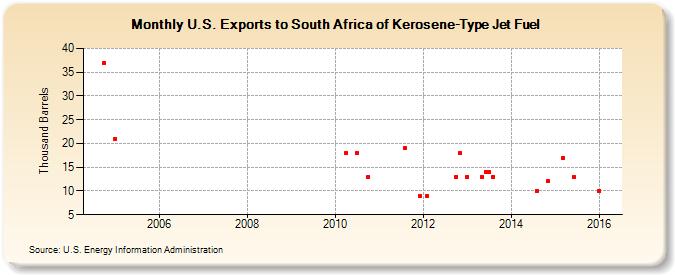 Monthly U.S. Exports to South Africa of Kerosene-Type Jet Fuel
Thousand Barrels
40
35
30
25
20
15
10
5
2006 2008 2010 2012 2014 2016
Source: U.S. Energy Information Administration